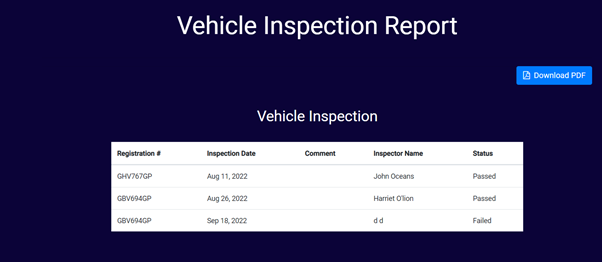 Vehicle Inspection Report
Download PDF
Vehicle Inspection
Registration # Inspection Date Comment Inspector Name Status
GHV767GP Aug 11, 2022 John Oceans Passed
GBV694GP Aug 26, 2022 Harriet O'lion Passed
GBV694GP Sep 18, 2022 d d Failed